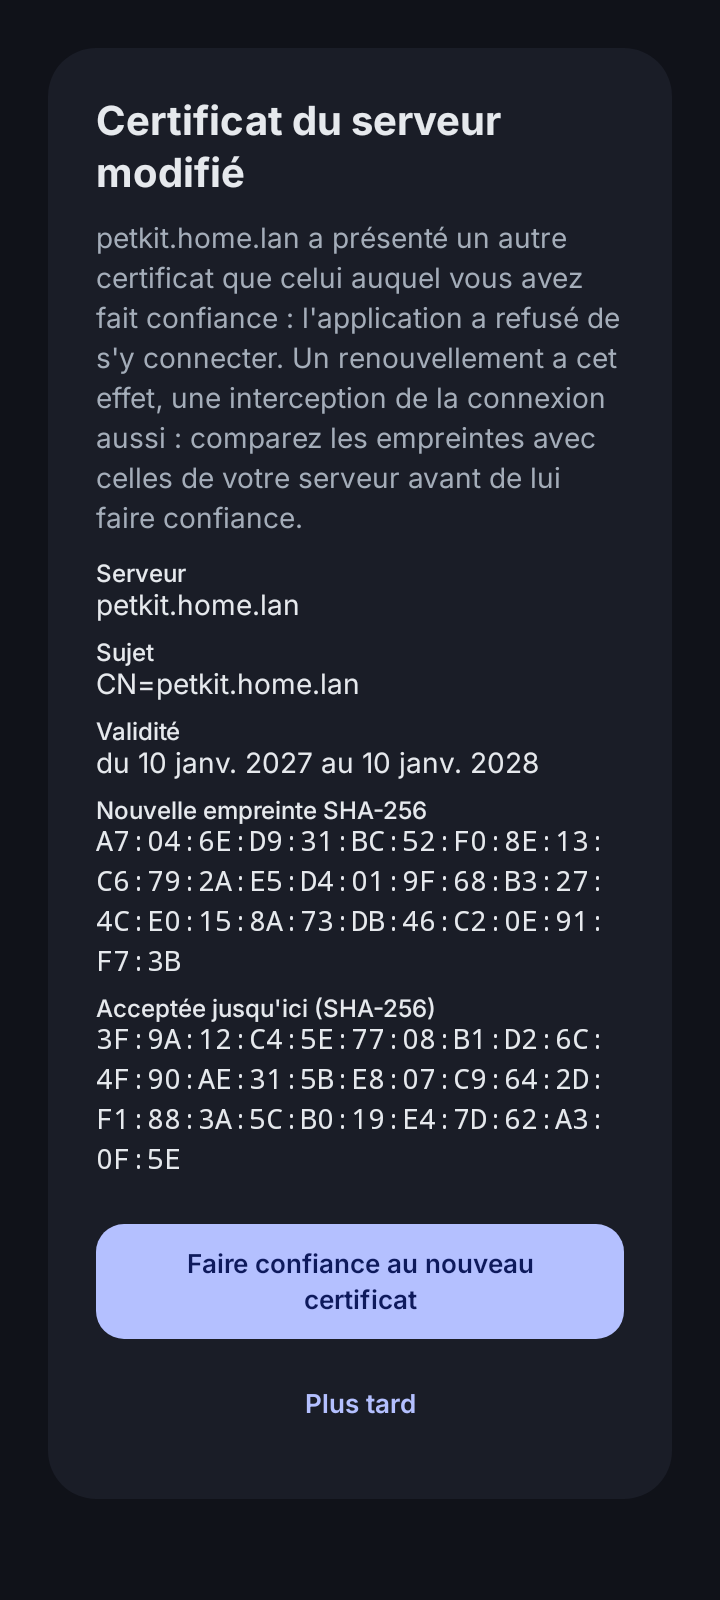 Certificat du serveur
modifié
petkit.home.lan a présenté un autre
certificat que celui auquel vous avez
fait confiance : l'application a refusé de
s'y connecter. Un renouvellement a cet
effet, une interception de la connexion
aussi : comparez les empreintes avec
celles de votre serveur avant de lui
faire confiance.
Serveur
petkit.home.lan
Sujet
CN=petkit.home.lan
Validité
du 10 janv. 2027 au 10 janv. 2028
Nouvelle empreinte SHA-256
A7:04:6E:D9:31:BC:52:F0:8E:13:
C6:79:2A:E5:D4:01:9F:68:B3:27:
4C:E0:15:8A:73:DB:46:C2:0E:91:
F7:3B
Acceptée jusqu'ici (SHA-256)
3F:9A:12:C4:5E:77:08:B1:D2:6C:
4F:90:AE:31:5B:E8:07:C9:64:2D:
F1:88:3A:5C:B0:19:E4:7D:62:A3:
0F:5E
Faire confiance au nouveau
certificat
Plus tard